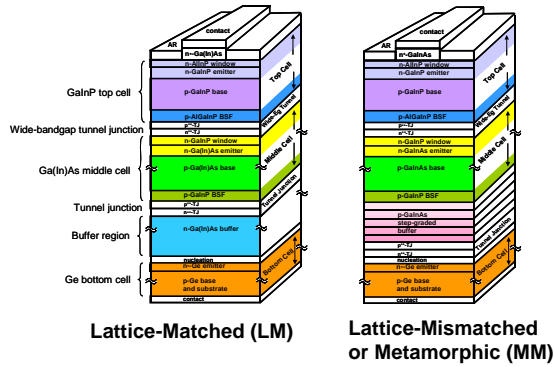 contact
AR
n+-Ga(In)As
n-AlInP window
n-GaInP emitter
p-GaInP base
p-AlGaInP BSF
p++-TJ
n++-TJ
n-GaInP window
n-Ga(In)As emitter
p-Ga(In)As base
p-GaInP BSF
p++-TJ
n++-TJ
n-Ga(In)As buffer
nucleation
n+-Ge emitter
p-Ge base
and substrate
contact
Top Cell
Wide-Eg Tunnel
Middle Cell
Tunnel Junction
Bottom Cell
GaInP top cell
Wide-bandgap tunnel junction
Ga(In)As middle cell
Tunnel junction
Buffer region
Ge bottom cell
Lattice-Matched (LM)
contact
AR
n+-GaInAs
n-AlInP window
n-GaInP emitter
p-GaInP base
p-AlGaInP BSF
p++-TJ
n++-TJ
n-GaInP window
n-GaInAs emitter
p-GaInAs base
p-GaInP BSF
p-GaInAs
step-graded
buffer
p++-TJ
n++-TJ
nucleation
n+-Ge emitter
p-Ge base
and substrate
contact
Top Cell
Wide-Eg Tunnel
Middle Cell
Tunnel Junction
Bottom Cell
Lattice-Mismatched
or Metamorphic (MM)